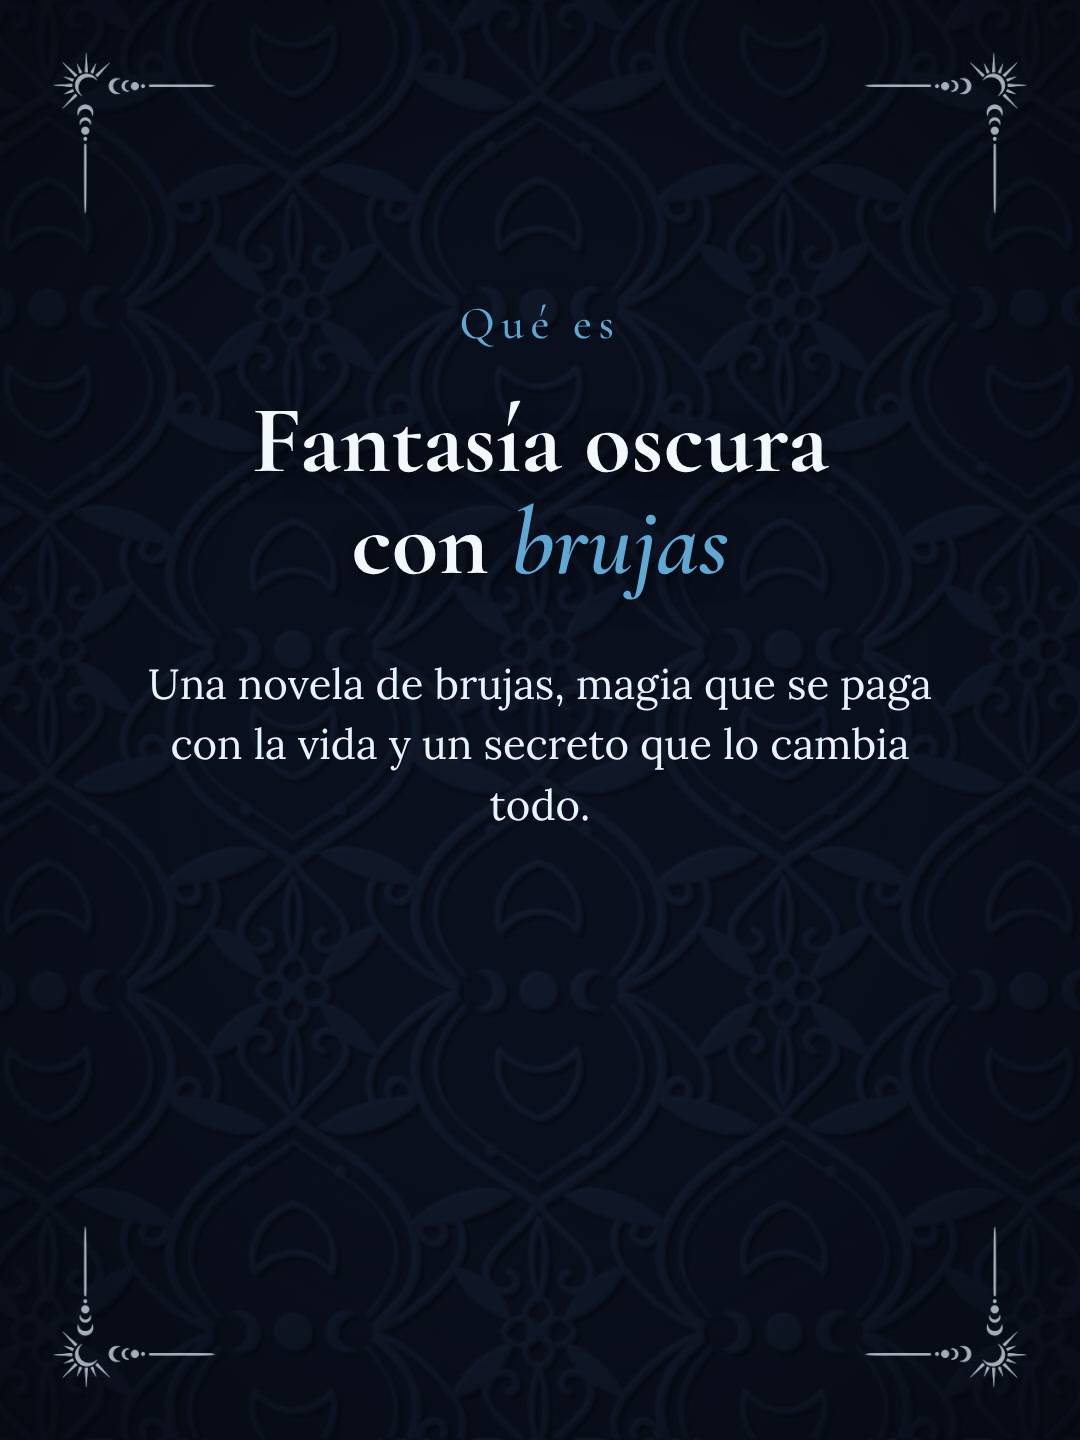 Qué es
Fantasía oscura
con brujas
Una novela de brujas, magia que se paga
con la vida y un secreto que lo cambia
todo.